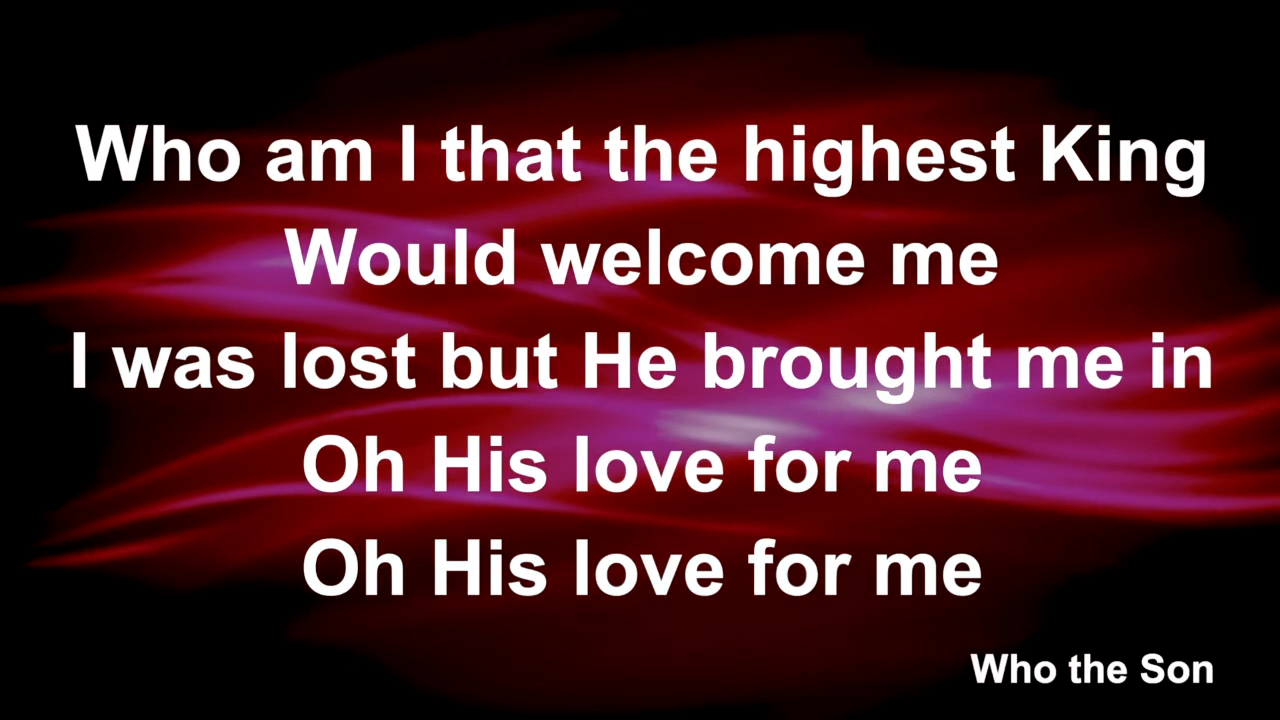 Who am I that the highest King
Would welcome me
I was lost but He brought me in
Oh His love for me
Oh His love for me
Who the Son